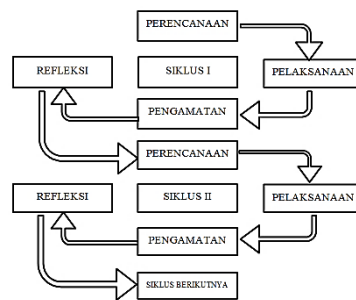 PERENCANAAN
REFLEKSI
SIKLUS I
PELAKSANAAN
PENGAMATAN
PERENCANAAN
REFLEKSI
SIKLUS II
PELAKSANAAN
PENGAMATAN
SIKLUS BERIKUTNYA